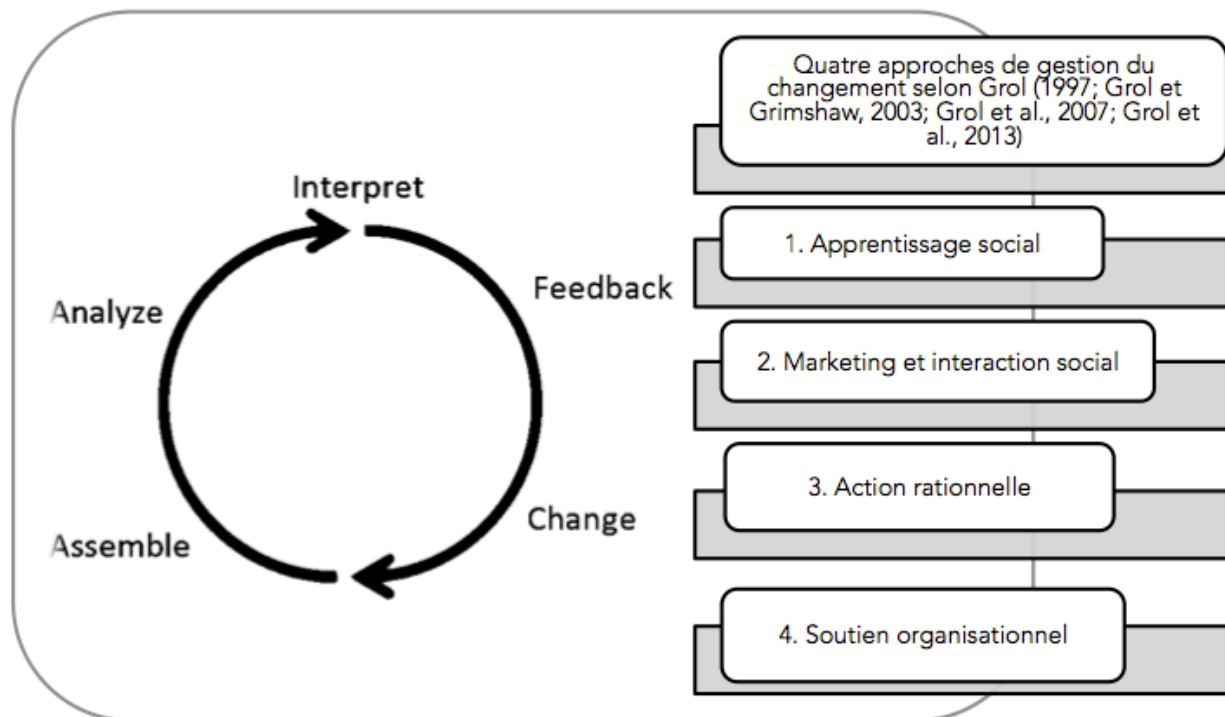 Interpret
Feedback
Analyze
Change
Assemble
Quatre approches de gestion du
changement selon Grol (1997; Grol et
Grimshaw, 2003; Grol et al., 2007; Grol et
al., 2013)
1. Apprentissage social
2. Marketing et interaction social
3. Action rationnelle
4. Soutien organisationnel